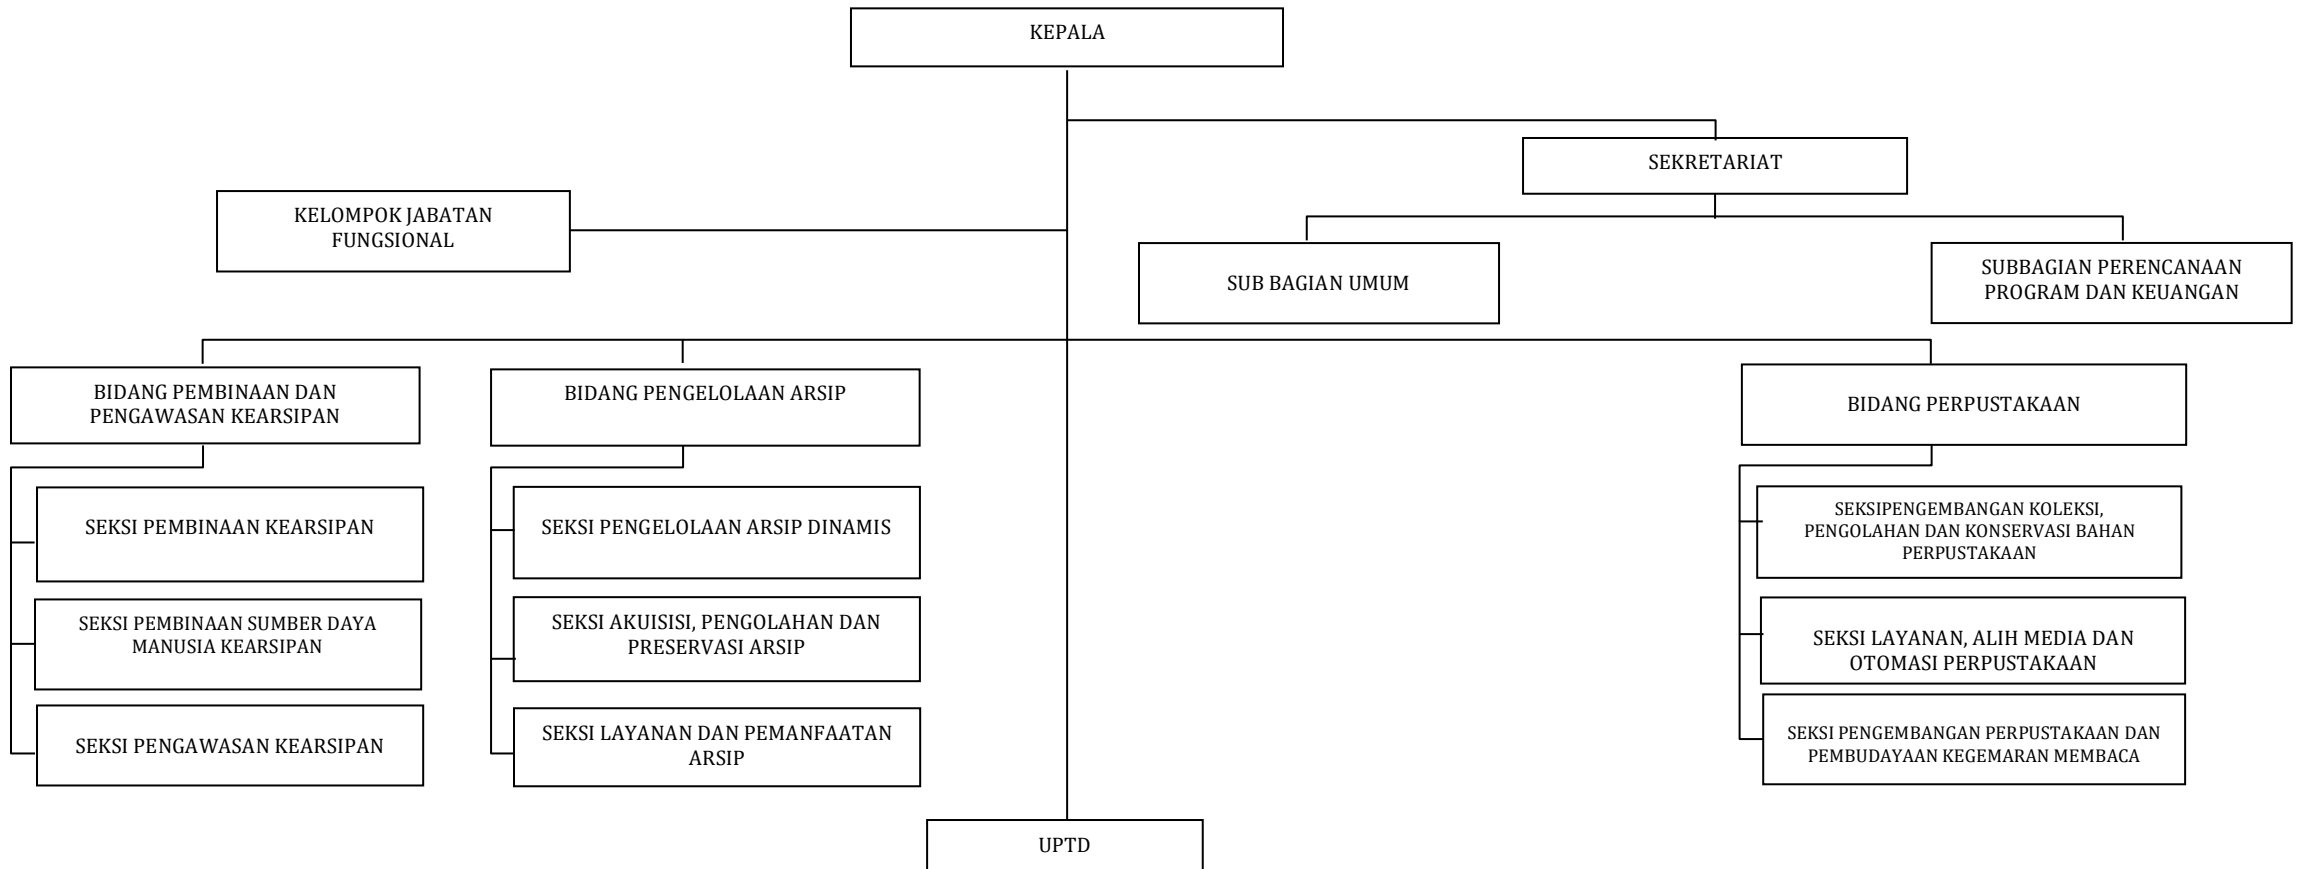 KEPALA
SEKRETARIAT
KELOMPOK JABATAN
FUNGSIONAL
SUB BAGIAN UMUM
SUBBAGIAN PERENCANAAN
PROGRAM DAN KEUANGAN
BIDANG PEMBINAAN DAN
PENGAWASAN KEARSIPAN
SEKSI PEMBINAAN KEARSIPAN
SEKSI PEMBINAAN SUMBER DAYA
MANUSIA KEARSIPAN
SEKSI PENGAWASAN KEARSIPAN
BIDANG PENGELOLAAN ARSIP
SEKSI PENGELOLAAN ARSIP DINAMIS
SEKSI AKUISISI, PENGOLAHAN DAN
PRESERVASI ARSIP
SEKSI LAYANAN DAN PEMANFAATAN
ARSIP
BIDANG PERPUSTAKAAN
SEKSIPENGEMBANGAN KOLEKSI,
PENGOLAHAN DAN KONSERVASI BAHAN
PERPUSTAKAAN
SEKSI LAYANAN, ALIH MEDIA DAN
OTOMASI PERPUSTAKAAN
SEKSI PENGEMBANGAN PERPUSTAKAAN DAN
PEMBUDAYAAN KEGEMARAN MEMBACA
UPTD